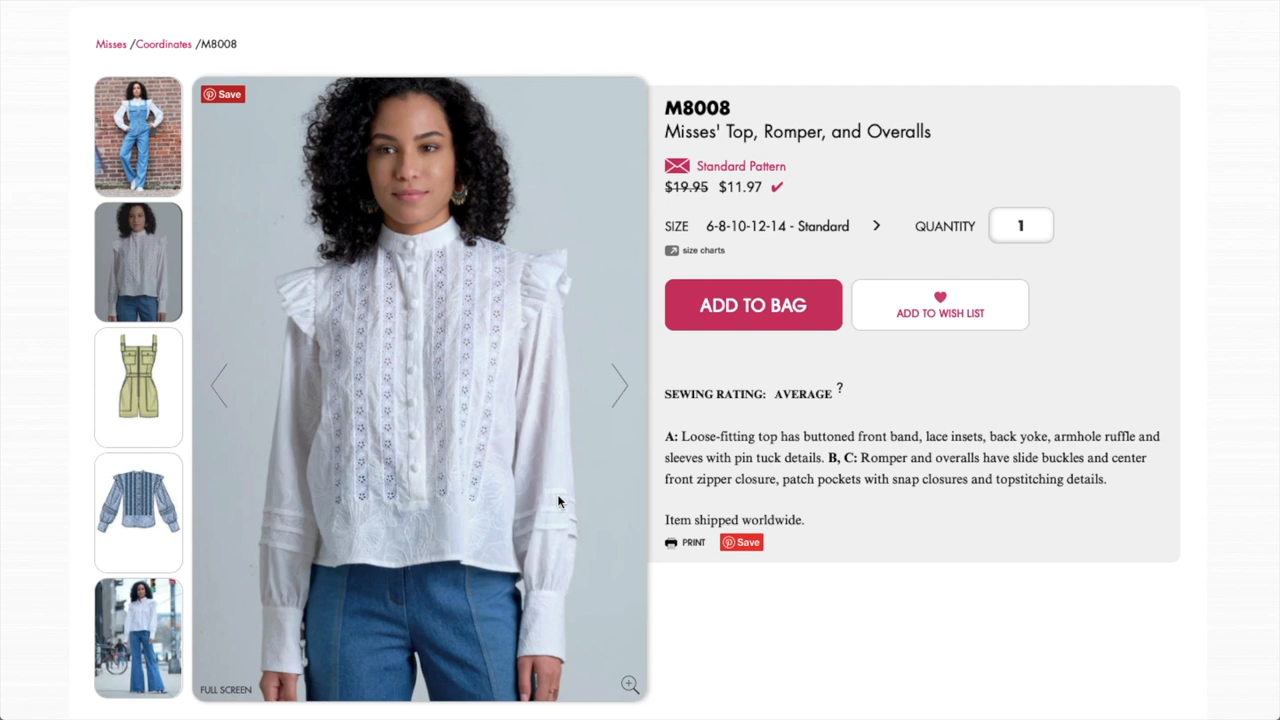 Misses /Coordinates /M8008
Save
M8008
Misses' Top, Romper, and Overalls
Standard Pattern
$19.95 $11.97
SIZE 6-8-10-12-14 - Standard > QUANTITY 1
size charts
ADD TO BAG
ADD TO WISH LIST
SEWING RATING: AVERAGE ?
A: Loose-fitting top has buttoned front band, lace insets, back yoke, armhole ruffle and
sleeves with pin tuck details. B, C: Romper and overalls have slide buckles and center
front zipper closure, patch pockets with snap closures and topstitching details.
Item shipped worldwide.
PRINT Save
FULL SCREEN